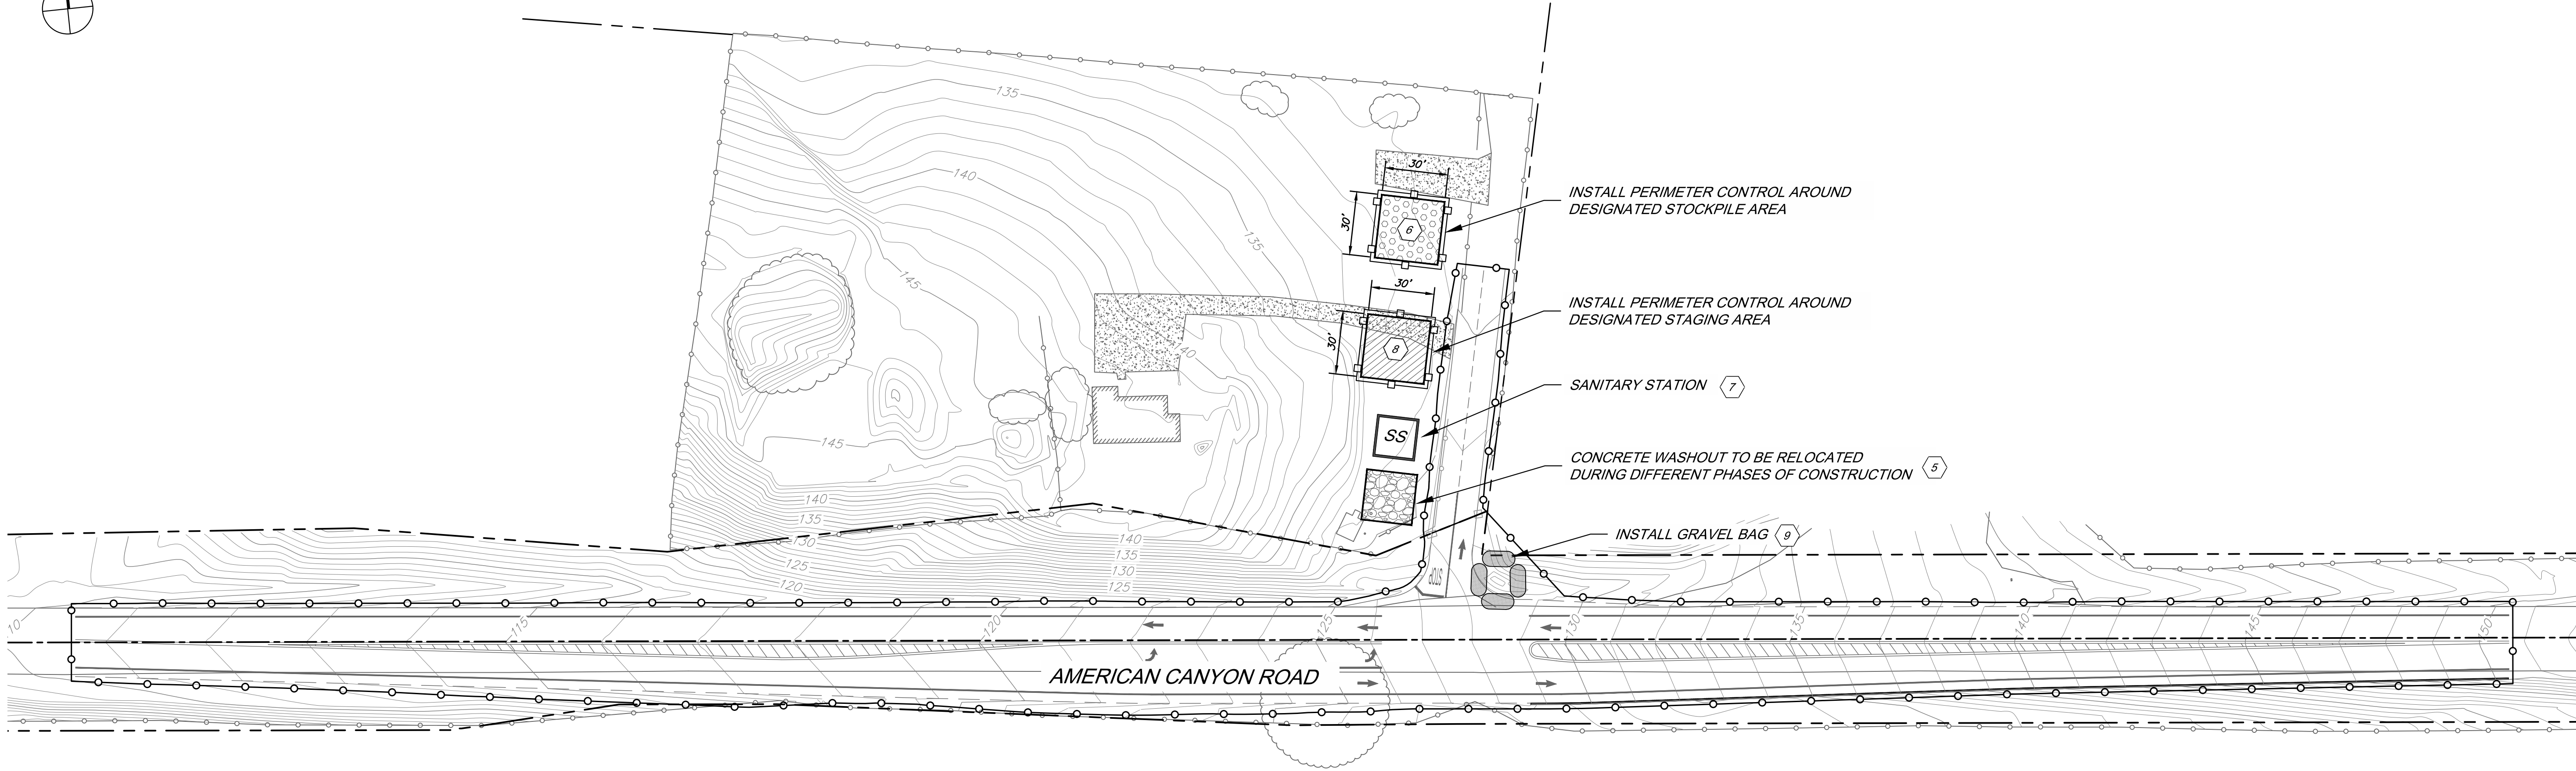 135
140
135
145
140
145
140
135
130
125
120
140
135
130
125
30'
30'
6
INSTALL PERIMETER CONTROL AROUND
DESIGNATED STOCKPILE AREA
30'
30'
8
INSTALL PERIMETER CONTROL AROUND
DESIGNATED STAGING AREA
SANITARY STATION 7
SS
CONCRETE WASHOUT TO BE RELOCATED
DURING DIFFERENT PHASES OF CONSTRUCTION 5
INSTALL GRAVEL BAG 9
STOP
10
115
120
125
130
135
140
145
150
AMERICAN CANYON ROAD